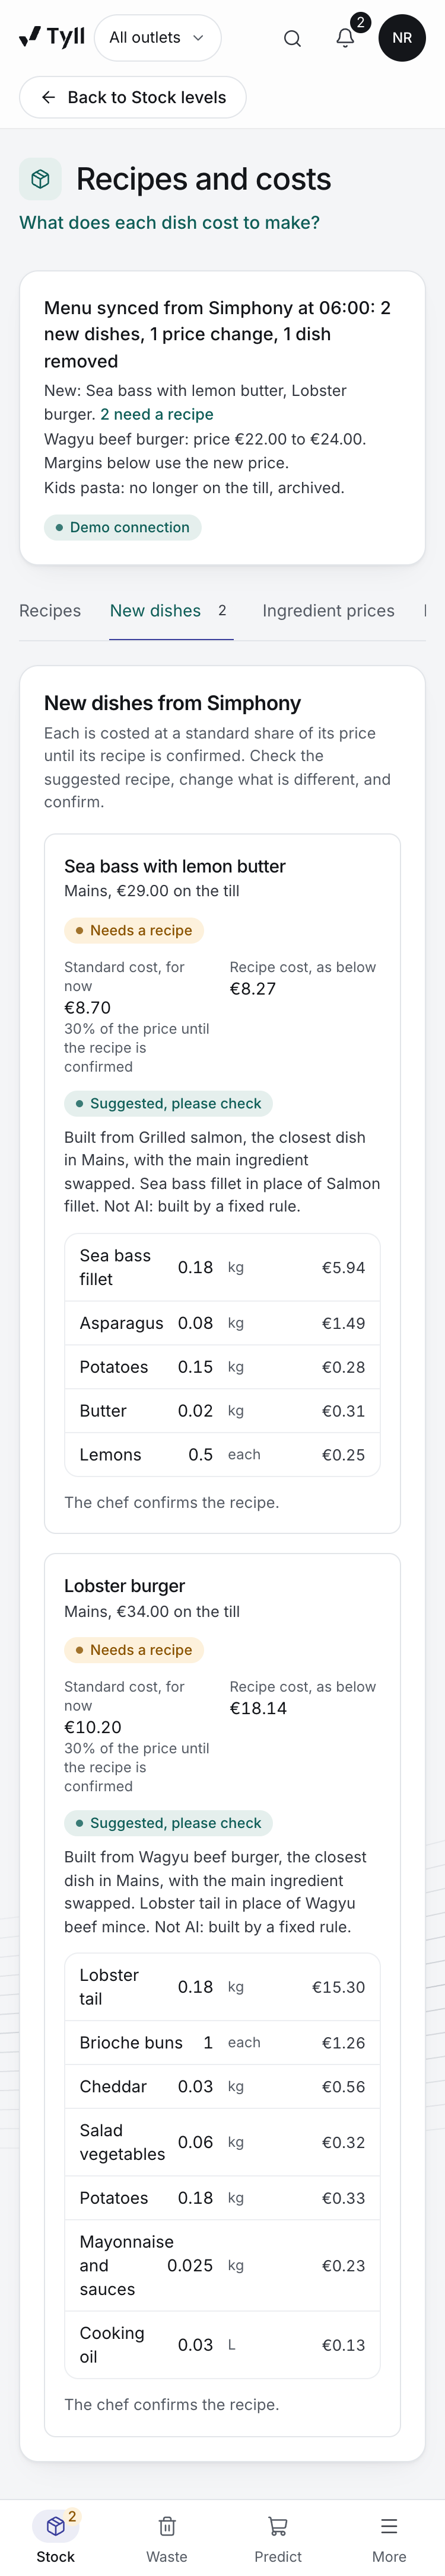 Tyll
All outlets
2
NR
Back to Stock levels
Recipes and costs
What does each dish cost to make?
Menu synced from Simphony at 06:00: 2
new dishes, 1 price change, 1 dish
removed
New: Sea bass with lemon butter, Lobster
burger. 2 need a recipe
Wagyu beef burger: price €22.00 to €24.00.
Margins below use the new price.
Kids pasta: no longer on the till, archived.
Demo connection
Recipes New dishes 2 Ingredient prices
New dishes from Simphony
Each is costed at a standard share of its price
until its recipe is confirmed. Check the
suggested recipe, change what is different, and
confirm.
Sea bass with lemon butter
Mains, €29.00 on the till
Needs a recipe
Standard cost, for
now
€8.70
30% of the price until
the recipe is
confirmed
Recipe cost, as below
€8.27
Suggested, please check
Built from Grilled salmon, the closest dish
in Mains, with the main ingredient
swapped. Sea bass fillet in place of Salmon
fillet. Not AI: built by a fixed rule.
Sea bass
fillet 0.18 kg €5.94
Asparagus 0.08 kg €1.49
Potatoes 0.15 kg €0.28
Butter 0.02 kg €0.31
Lemons 0.5 each €0.25
The chef confirms the recipe.
Lobster burger
Mains, €34.00 on the till
Needs a recipe
Standard cost, for
now
€10.20
30% of the price until
the recipe is
confirmed
Recipe cost, as below
€18.14
Suggested, please check
Built from Wagyu beef burger, the closest
dish in Mains, with the main ingredient
swapped. Lobster tail in place of Wagyu
beef mince. Not AI: built by a fixed rule.
Lobster
tail 0.18 kg €15.30
Brioche buns 1 each €1.26
Cheddar 0.03 kg €0.56
Salad
vegetables 0.06 kg €0.32
Potatoes 0.18 kg €0.33
Mayonnaise
and
sauces 0.025 kg €0.23
Cooking
oil 0.03 L €0.13
The chef confirms the recipe.
2
Stock Waste Predict More